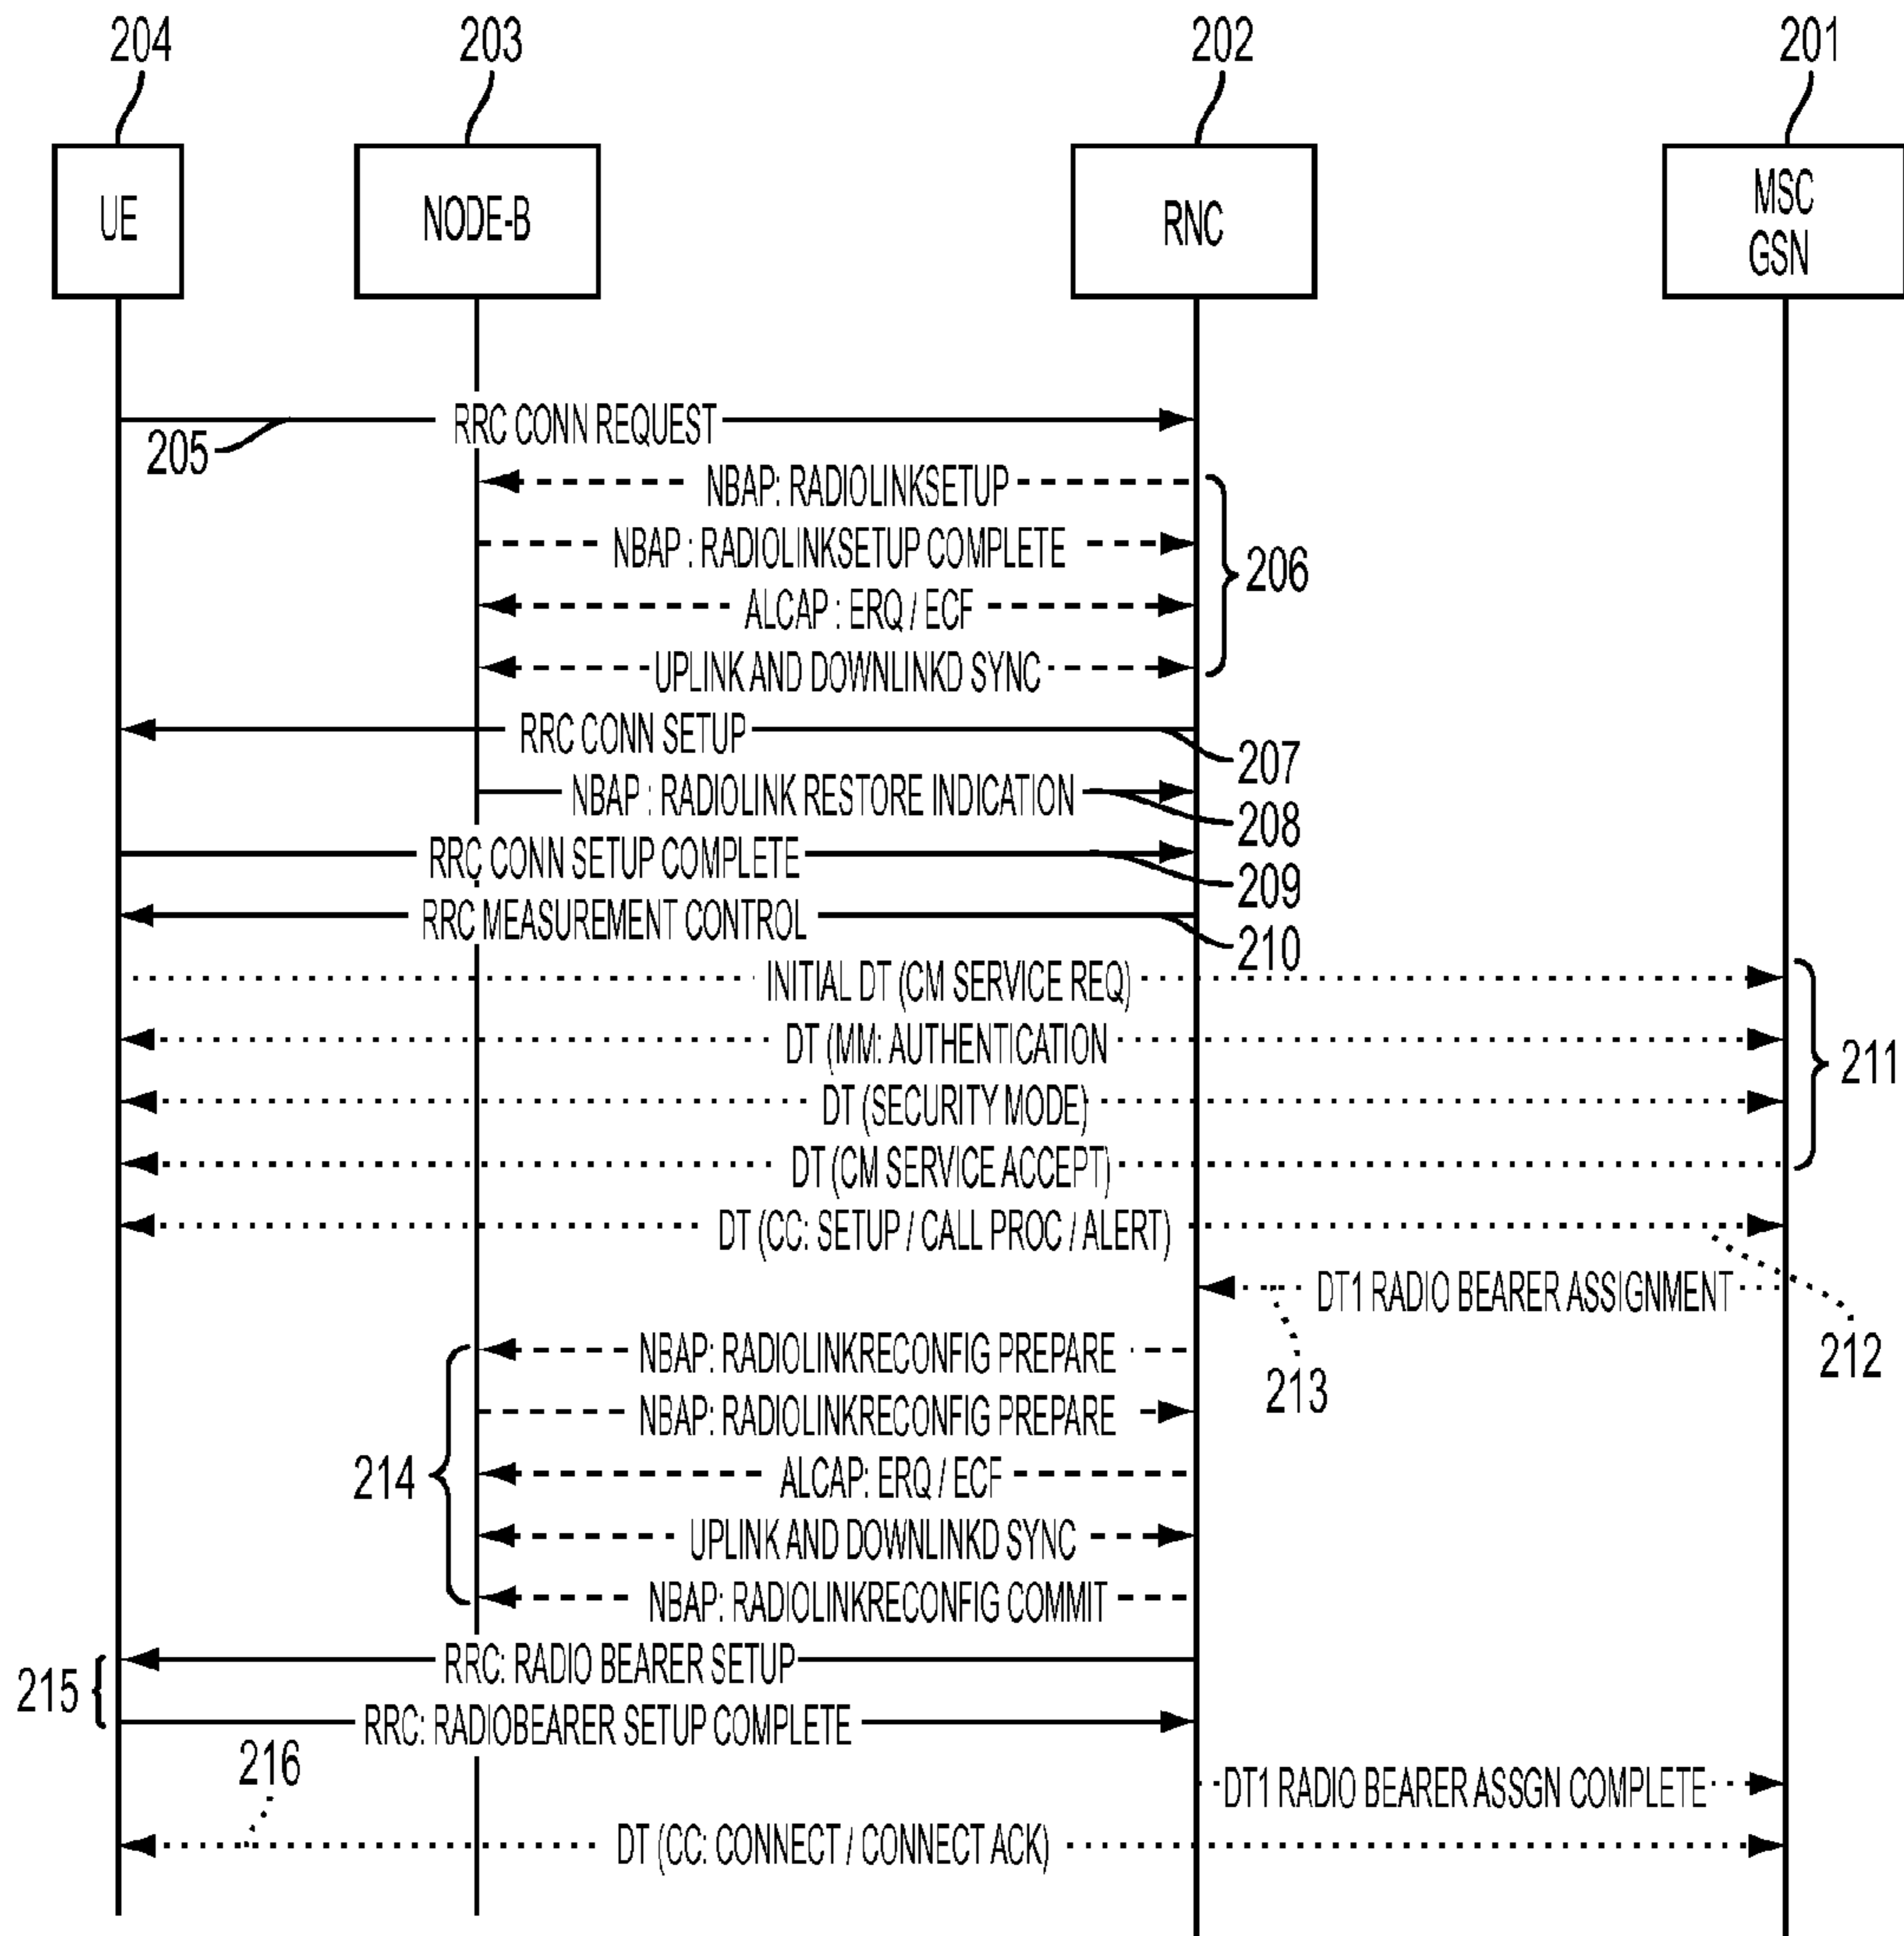 204
203
202
201
UE
NODE-B
RNC
MSC
GSN
RRC CONN REQUEST
205
NBAP: RADIOLINKSETUP
NBAP : RADIOLINKSETUP COMPLETE
206
ALCAP : ERQ / ECF
UPLINK AND DOWNLINKD SYNC
RRC CONN SETUP
207
NBAP : RADIOLINK RESTORE INDICATION
208
RRC CONN SETUP COMPLETE
209
RRC MEASUREMENT CONTROL
210
INITIAL DT (CM SERVICE REQ)
DT (MM: AUTHENTICATION
211
DT (SECURITY MODE)
DT (CM SERVICE ACCEPT)
DT (CC: SETUP / CALL PROC / ALERT)
DT1 RADIO BEARER ASSIGNMENT
212
NBAP: RADIOLINKRECONFIG PREPARE
213
NBAP: RADIOLINKRECONFIG PREPARE
214
ALCAP: ERQ / ECF
UPLINK AND DOWNLINKD SYNC
NBAP: RADIOLINKRECONFIG COMMIT
RRC: RADIO BEARER SETUP
215
RRC: RADIOBEARER SETUP COMPLETE
216
DT1 RADIO BEARER ASSGN COMPLETE
DT (CC: CONNECT / CONNECT ACK)